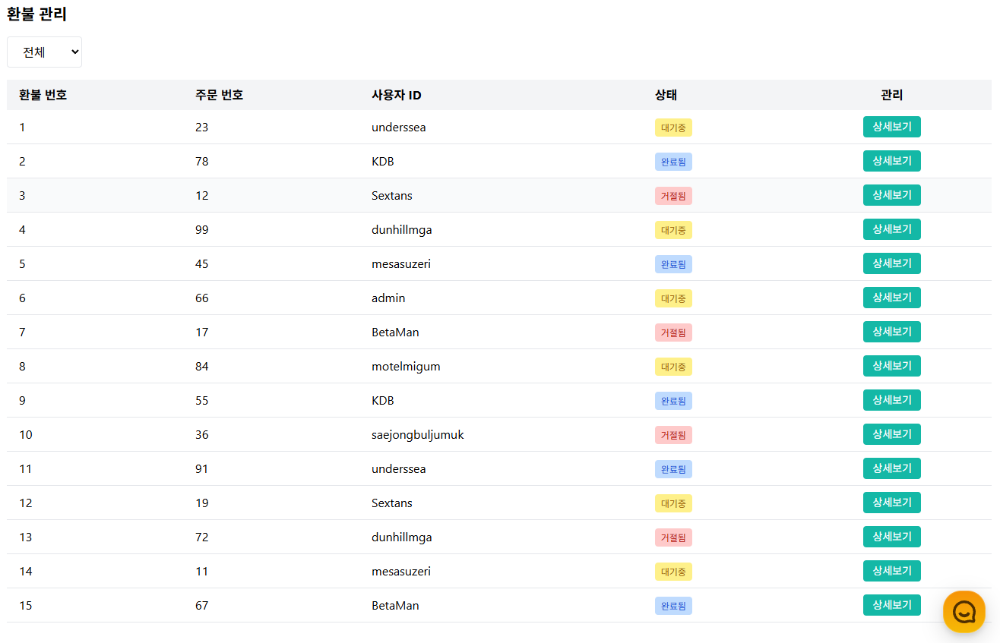 환불 관리
전체
환불 번호 주문 번호 사용자 ID 상태 관리
1 23 underssea 대기중 상세보기
2 78 KDB 완료됨 상세보기
3 12 Sextans 거절됨 상세보기
4 99 dunhillmga 대기중 상세보기
5 45 mesasuzeri 완료됨 상세보기
6 66 admin 대기중 상세보기
7 17 BetaMan 거절됨 상세보기
8 84 motelmigum 대기중 상세보기
9 55 KDB 완료됨 상세보기
10 36 saejongbuljumuk 거절됨 상세보기
11 91 underssea 완료됨 상세보기
12 19 Sextans 대기중 상세보기
13 72 dunhillmga 거절됨 상세보기
14 11 mesasuzeri 대기중 상세보기
15 67 BetaMan 완료됨 상세보기